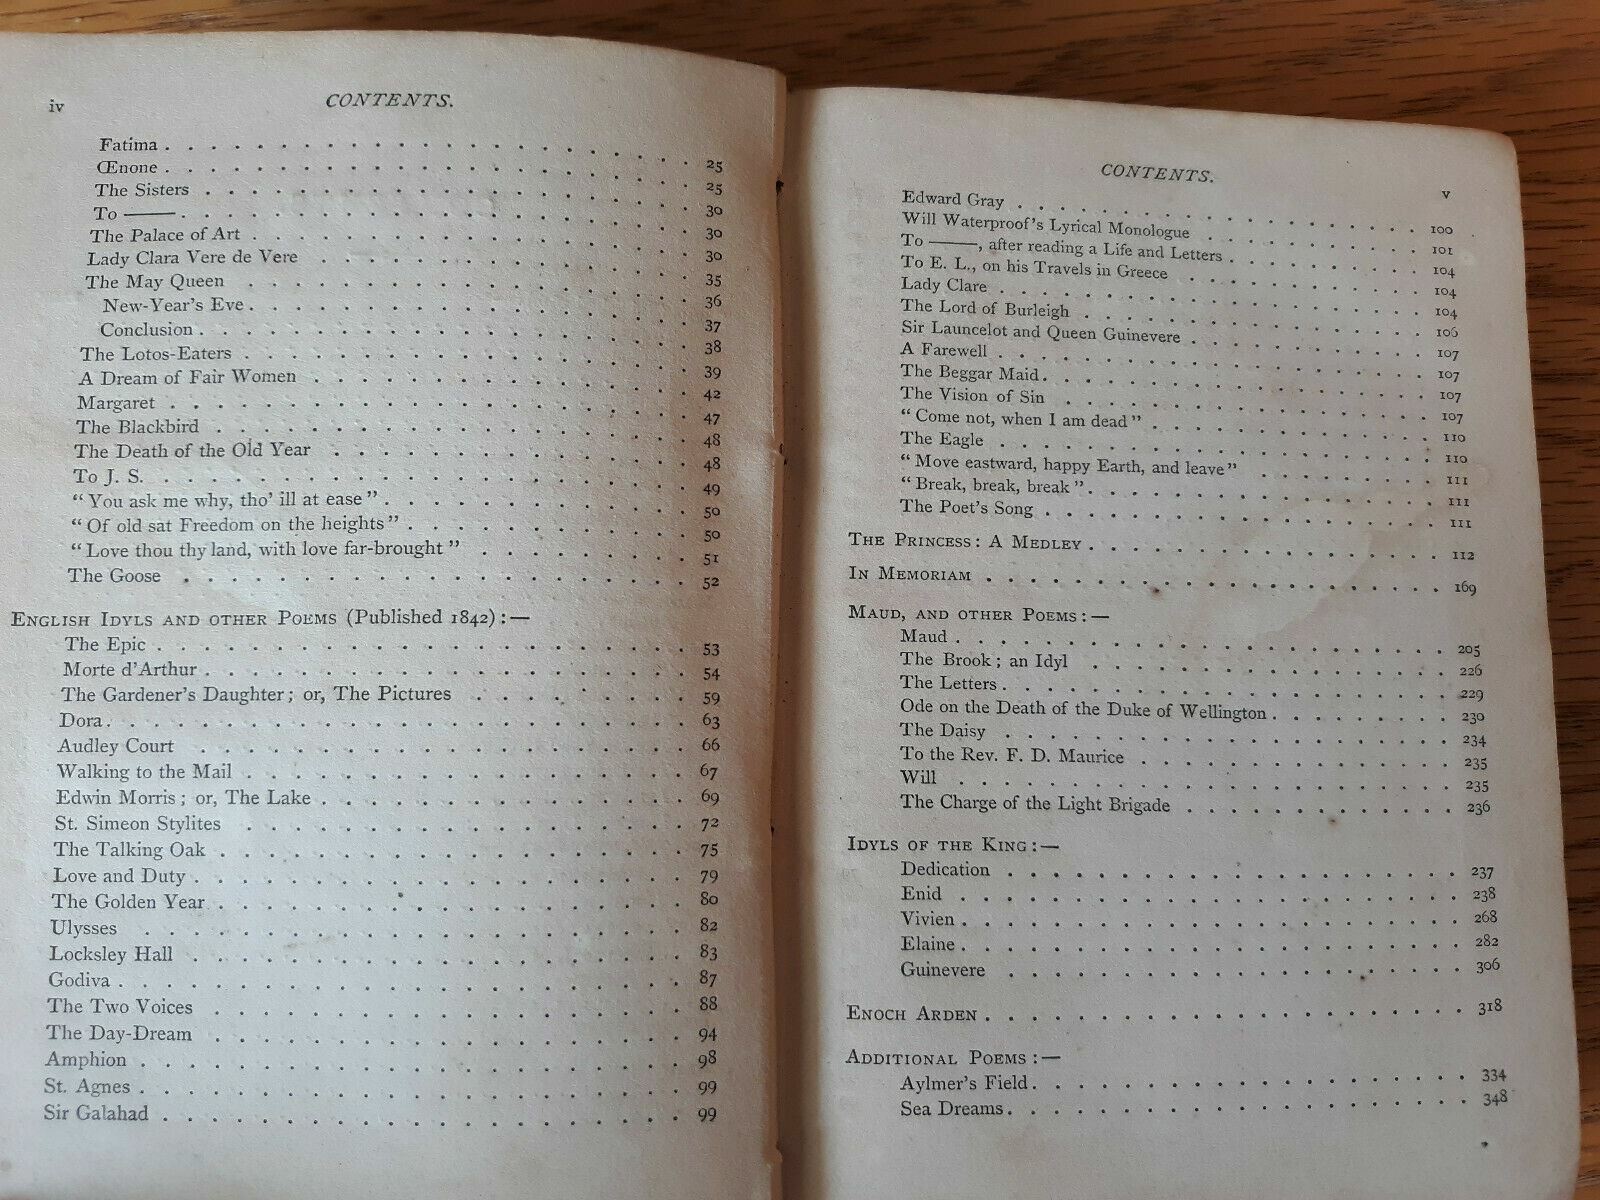 iv
CONTENTS.
Fatima . . . . . . . . . . . . . . . . . . . . 25
Œnone . . . . . . . . . . . . . . . . . . . . 25
The Sisters . . . . . . . . . . . . . . . . . . . . 30
To —— . . . . . . . . . . . . . . . . . . . . 30
The Palace of Art . . . . . . . . . . . . . . . . . 30
Lady Clara Vere de Vere . . . . . . . . . . . . . . 35
The May Queen . . . . . . . . . . . . . . . . . 36
New-Year's Eve . . . . . . . . . . . . . . . . . 37
Conclusion . . . . . . . . . . . . . . . . . . . 38
The Lotos-Eaters . . . . . . . . . . . . . . . . . 39
A Dream of Fair Women . . . . . . . . . . . . . . 42
Margaret . . . . . . . . . . . . . . . . . . . . 47
The Blackbird . . . . . . . . . . . . . . . . . . 48
The Death of the Old Year . . . . . . . . . . . . . 48
To J. S. . . . . . . . . . . . . . . . . . . . . 49
"You ask me why, tho' ill at ease" . . . . . . . . . . . 50
"Of old sat Freedom on the heights" . . . . . . . . . . 50
"Love thou thy land, with love far-brought" . . . . . . . . 51
The Goose . . . . . . . . . . . . . . . . . . . 52
ENGLISH IDYLS AND OTHER POEMS (Published 1842) :—
The Epic . . . . . . . . . . . . . . . . . . . . 53
Morte d'Arthur . . . . . . . . . . . . . . . . . . 54
The Gardener's Daughter ; or, The Pictures . . . . . . . . 59
Dora . . . . . . . . . . . . . . . . . . . . . 63
Audley Court . . . . . . . . . . . . . . . . . . 66
Walking to the Mail . . . . . . . . . . . . . . . . 67
Edwin Morris ; or, The Lake . . . . . . . . . . . . . 69
St. Simeon Stylites . . . . . . . . . . . . . . . . 72
The Talking Oak . . . . . . . . . . . . . . . . . 75
Love and Duty . . . . . . . . . . . . . . . . . . 79
The Golden Year . . . . . . . . . . . . . . . . . 80
Ulysses . . . . . . . . . . . . . . . . . . . . 82
Locksley Hall . . . . . . . . . . . . . . . . . . 83
Godiva . . . . . . . . . . . . . . . . . . . . 87
The Two Voices . . . . . . . . . . . . . . . . . 88
The Day-Dream . . . . . . . . . . . . . . . . . 94
Amphion . . . . . . . . . . . . . . . . . . . . 98
St. Agnes . . . . . . . . . . . . . . . . . . . . 99
Sir Galahad . . . . . . . . . . . . . . . . . . . 99
CONTENTS.
v
Edward Gray . . . . . . . . . . . . . . . . . . 100
Will Waterproof's Lyrical Monologue . . . . . . . . . . 101
To ——, after reading a Life and Letters . . . . . . . . . 104
To E. L., on his Travels in Greece . . . . . . . . . . . 104
Lady Clare . . . . . . . . . . . . . . . . . . . 104
The Lord of Burleigh . . . . . . . . . . . . . . . 106
Sir Launcelot and Queen Guinevere . . . . . . . . . . 107
A Farewell . . . . . . . . . . . . . . . . . . . 107
The Beggar Maid . . . . . . . . . . . . . . . . . 107
The Vision of Sin . . . . . . . . . . . . . . . . . 107
"Come not, when I am dead" . . . . . . . . . . . . 110
The Eagle . . . . . . . . . . . . . . . . . . . 110
"Move eastward, happy Earth, and leave" . . . . . . . . 111
"Break, break, break" . . . . . . . . . . . . . . . 111
The Poet's Song . . . . . . . . . . . . . . . . . 111
THE PRINCESS : A MEDLEY . . . . . . . . . . . . . . 112
IN MEMORIAM . . . . . . . . . . . . . . . . . . 169
MAUD, AND OTHER POEMS :—
Maud . . . . . . . . . . . . . . . . . . . . . 205
The Brook ; an Idyl . . . . . . . . . . . . . . . . 226
The Letters . . . . . . . . . . . . . . . . . . . 229
Ode on the Death of the Duke of Wellington . . . . . . . . 230
The Daisy . . . . . . . . . . . . . . . . . . . 234
To the Rev. F. D. Maurice . . . . . . . . . . . . . . 235
Will . . . . . . . . . . . . . . . . . . . . . 235
The Charge of the Light Brigade . . . . . . . . . . . . 236
IDYLS OF THE KING :—
Dedication . . . . . . . . . . . . . . . . . . . 237
Enid . . . . . . . . . . . . . . . . . . . . . 238
Vivien . . . . . . . . . . . . . . . . . . . . . 268
Elaine . . . . . . . . . . . . . . . . . . . . . 282
Guinevere . . . . . . . . . . . . . . . . . . . 306
ENOCH ARDEN . . . . . . . . . . . . . . . . . . 318
ADDITIONAL POEMS :—
Aylmer's Field . . . . . . . . . . . . . . . . . . 334
Sea Dreams . . . . . . . . . . . . . . . . . . . 348